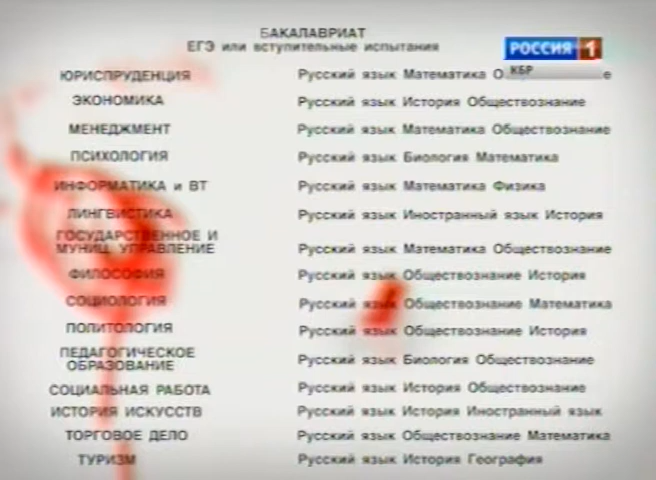 БАКАЛАВРИАТ
ЕГЭ или вступительные испытания
РОССИЯ 1
КБР
ЮРИСПРУДЕНЦИЯ Русский язык Математика
ЭКОНОМИКА Русский язык История Обществознание
МЕНЕДЖМЕНТ Русский язык Математика Обществознание
ПСИХОЛОГИЯ Русский язык Биология Математика
ИНФОРМАТИКА и ВТ Русский язык Математика Физика
ЛИНГВИСТИКА Русский язык Иностранный язык История
ГОСУДАРСТВЕННОЕ И
МУНИЦ. УПРАВЛЕНИЕ Русский язык Математика Обществознание
ФИЛОСОФИЯ Русский язык Обществознание История
СОЦИОЛОГИЯ Русский язык Обществознание Математика
ПОЛИТОЛОГИЯ Русский язык Обществознание История
ПЕДАГОГИЧЕСКОЕ
ОБРАЗОВАНИЕ Русский язык Биология Обществознание
СОЦИАЛЬНАЯ РАБОТА Русский язык История Обществознание
ИСТОРИЯ ИСКУССТВ Русский язык История Иностранный язык
ТОРГОВОЕ ДЕЛО Русский язык Обществознание Математика
ТУРИЗМ Русский язык История География